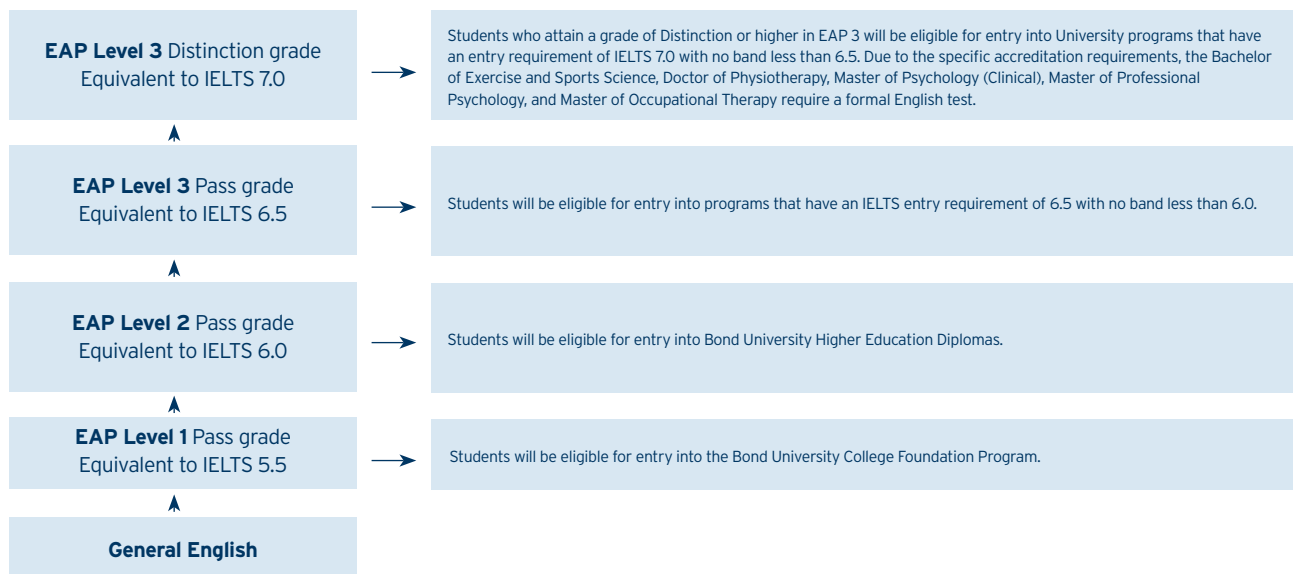 EAP Level 3 Distinction grade
Equivalent to IELTS 7.0
Students who attain a grade of Distinction or higher in EAP 3 will be eligible for entry into University programs that have
an entry requirement of IELTS 7.0 with no band less than 6.5. Due to the specific accreditation requirements, the Bachelor
of Exercise and Sports Science, Doctor of Physiotherapy, Master of Psychology (Clinical), Master of Professional
Psychology, and Master of Occupational Therapy require a formal English test.
EAP Level 3 Pass grade
Equivalent to IELTS 6.5
Students will be eligible for entry into programs that have an IELTS entry requirement of 6.5 with no band less than 6.0.
EAP Level 2 Pass grade
Equivalent to IELTS 6.0
Students will be eligible for entry into Bond University Higher Education Diplomas.
EAP Level 1 Pass grade
Equivalent to IELTS 5.5
Students will be eligible for entry into the Bond University College Foundation Program.
General English